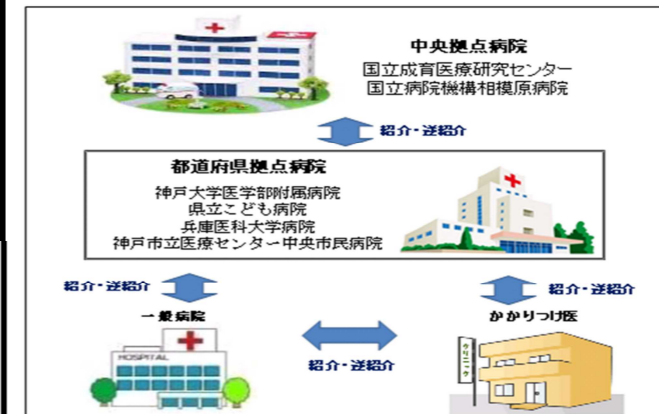 中央拠点病院
国立成育医療研究センター
国立病院機構相模原病院
紹介・逆紹介
都道府県拠点病院
神戸大学医学部附属病院
県立こども病院
兵庫医科大学病院
神戸市立医療センター中央市民病院
紹介・逆紹介
紹介・逆紹介
一般病院
かかりつけ医
HOSPITAL
紹介・逆紹介
クリニック